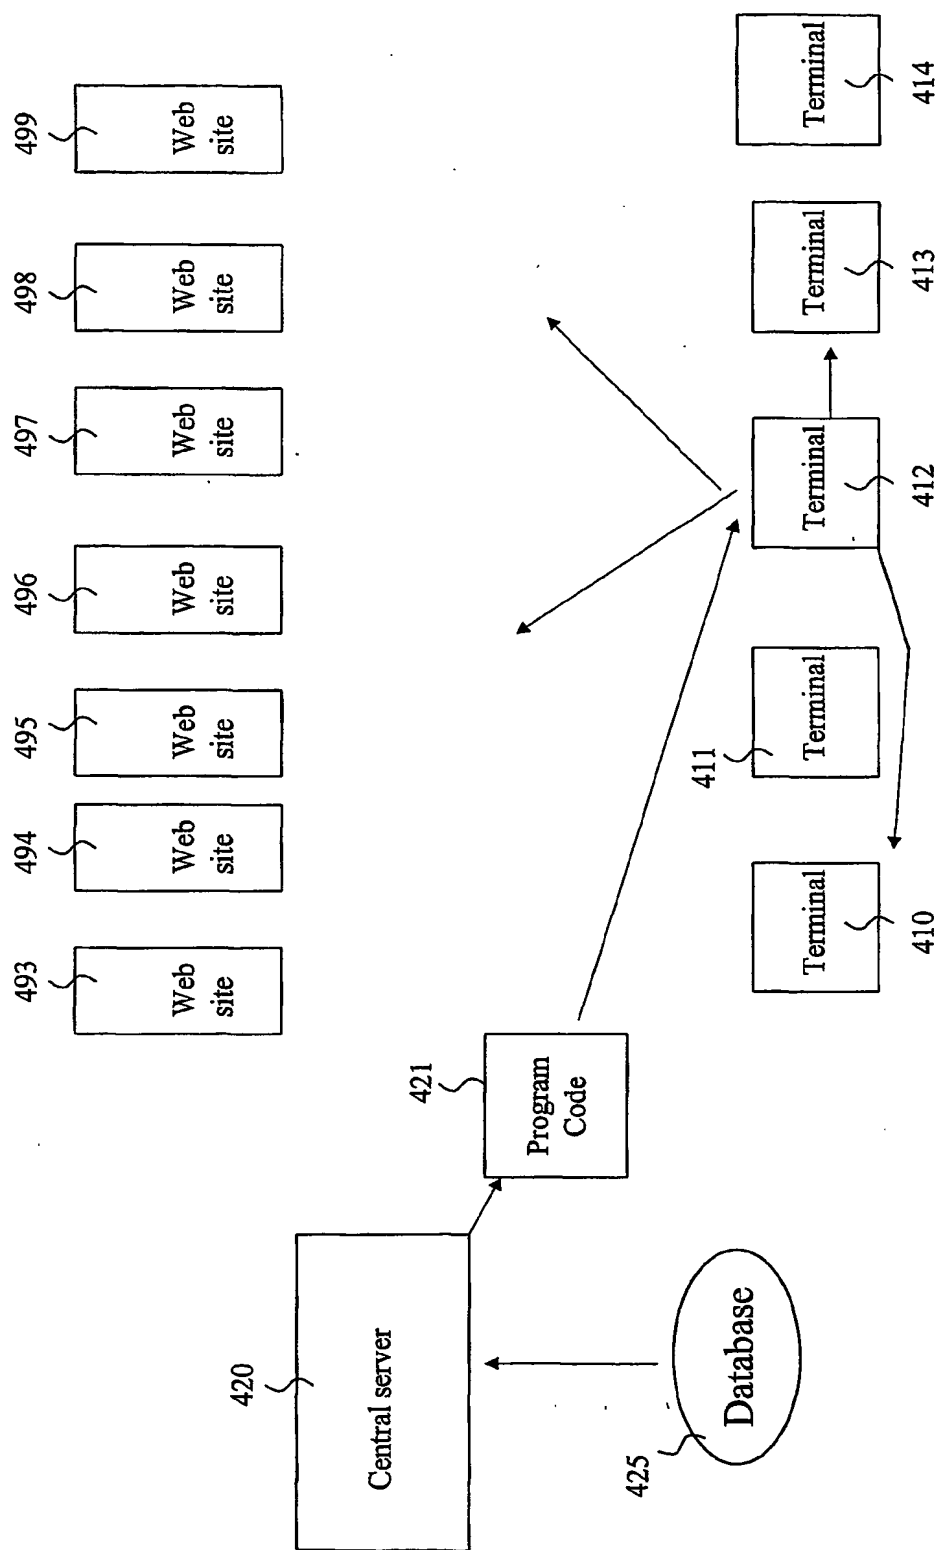 493
Web
site
494
Web
site
495
Web
site
496
Web
site
497
Web
site
498
Web
site
499
Web
site
420
Central server
421
Program
Code
425
Database
Terminal
410
411
Terminal
Terminal
412
Terminal
413
Terminal
414